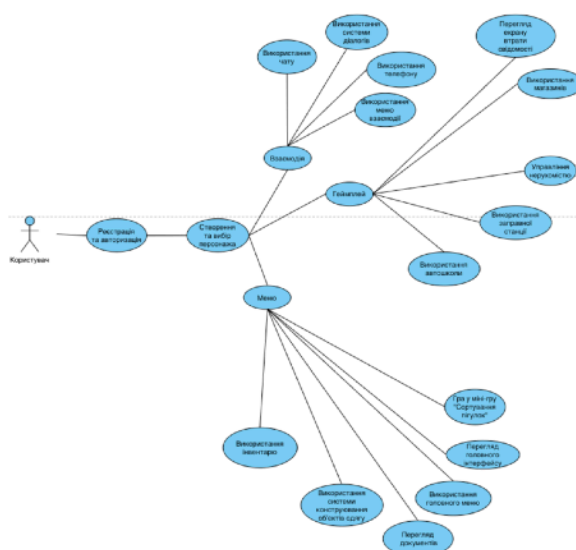 Використання
чату
Використання
системи
діалогів
Використання
телефону
Використання
меню
взаємодії
Взаємодія
Перегляд
екрану
втрати
свідомості
Використання
магазинів
Управління
нерухомістю
Використання
заправної
станції
Використання
автошколи
Геймплей
Користувач
Реєстрація
та авторизація
Створення
та вибір
персонажа
Меню
Гра у міні гру
"Сортування
пігулок"
Перегляд
головного
інтерфейсу
Використання
головного меню
Перегляд
документів
Використання
системи
конструювання
об'єктів одягу
Використання
інвентарю